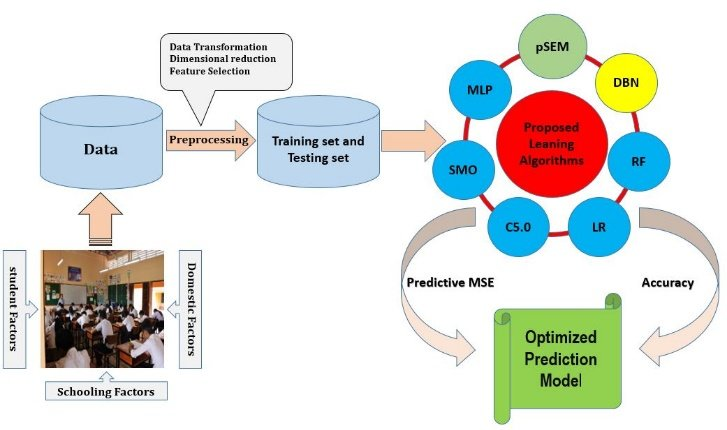 Data Transformation
Dimensional reduction
Feature Selection
Data
Preprocessing
Training set and
Testing set
pSEM
DBN
MLP
Proposed
Leaning
Algorithms
SMO
RF
C5.0
LR
student Factors
Domestic Factors
Schooling Factors
Predictive MSE
Accuracy
Optimized
Prediction
Model